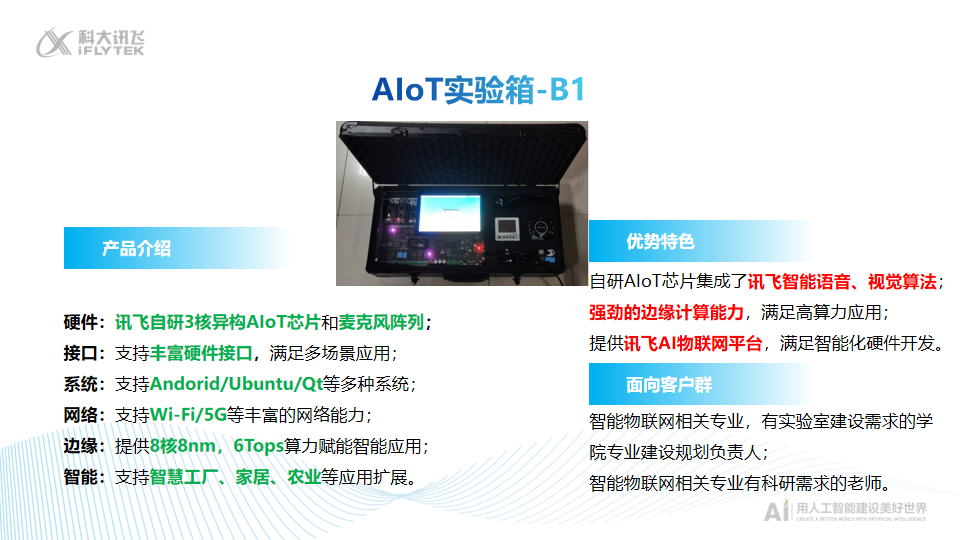 科大讯飞
iFLYTEK
AIoT实验箱-B1
产品介绍
硬件：讯飞自研3核异构AIoT芯片和麦克风阵列；
接口：支持丰富硬件接口，满足多场景应用；
系统：支持Andorid/Ubuntu/Qt等多种系统；
网络：支持Wi-Fi/5G等丰富的网络能力；
边缘：提供8核8nm，6Tops算力赋能智能应用；
智能：支持智慧工厂、家居、农业等应用扩展。
优势特色
自研AIoT芯片集成了讯飞智能语音、视觉算法；
强劲的边缘计算能力，满足高算力应用；
提供讯飞AI物联网平台，满足智能化硬件开发。
面向客户群
智能物联网相关专业，有实验室建设需求的学
院专业建设规划负责人；
智能物联网相关专业有科研需求的老师。
AI 用人工智能建设美好世界
CREATE A BETTER WORLD WITH ARTIFICIAL INTELLIGENCE